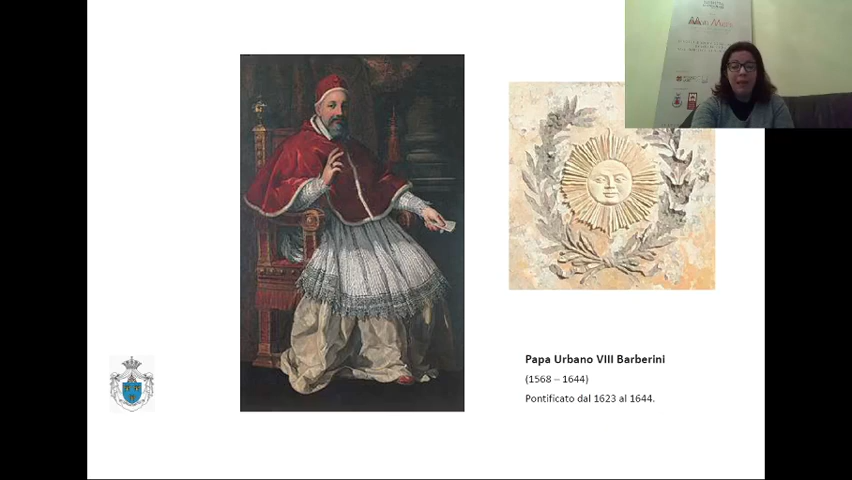 Papa Urbano VIII Barberini
(1568 – 1644)
Pontificato dal 1623 al 1644.